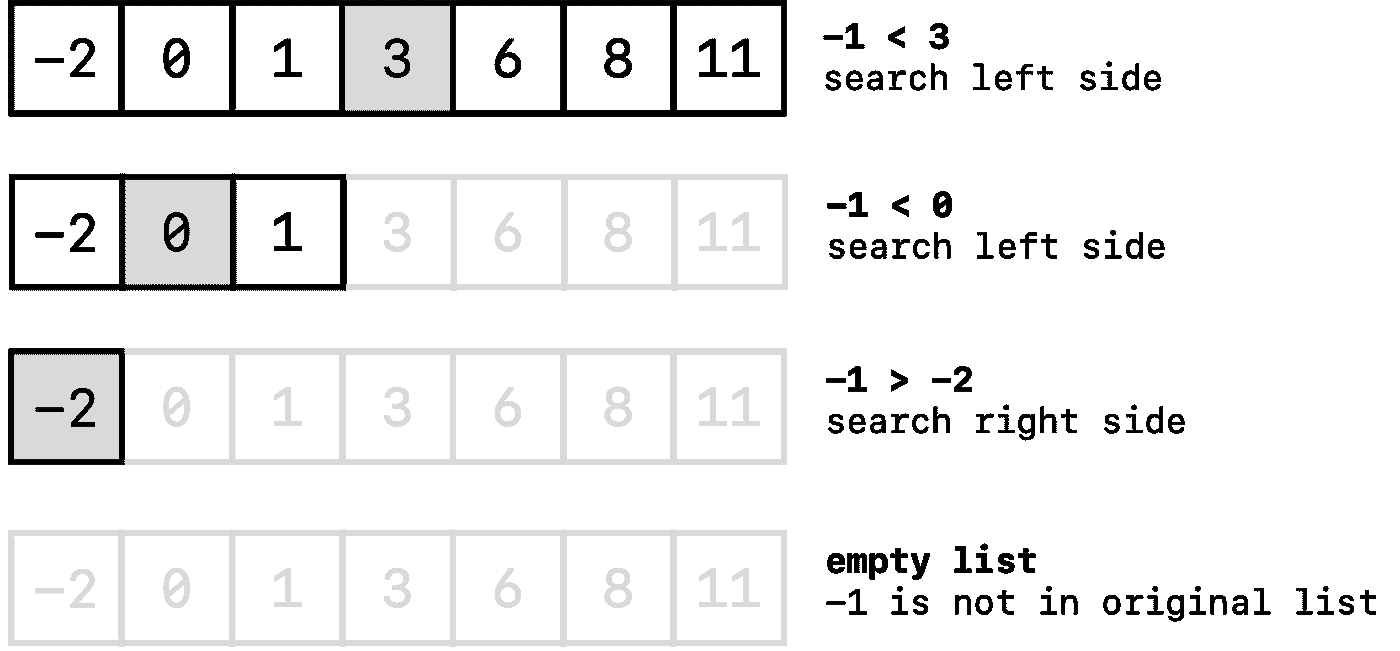 −2 0 1 3 6 8 11
−1 < 3
search left side
−2 0 1 3 6 8 11
−1 < 0
search left side
−2 0 1 3 6 8 11
−1 > −2
search right side
−2 0 1 3 6 8 11
empty list
−1 is not in original list